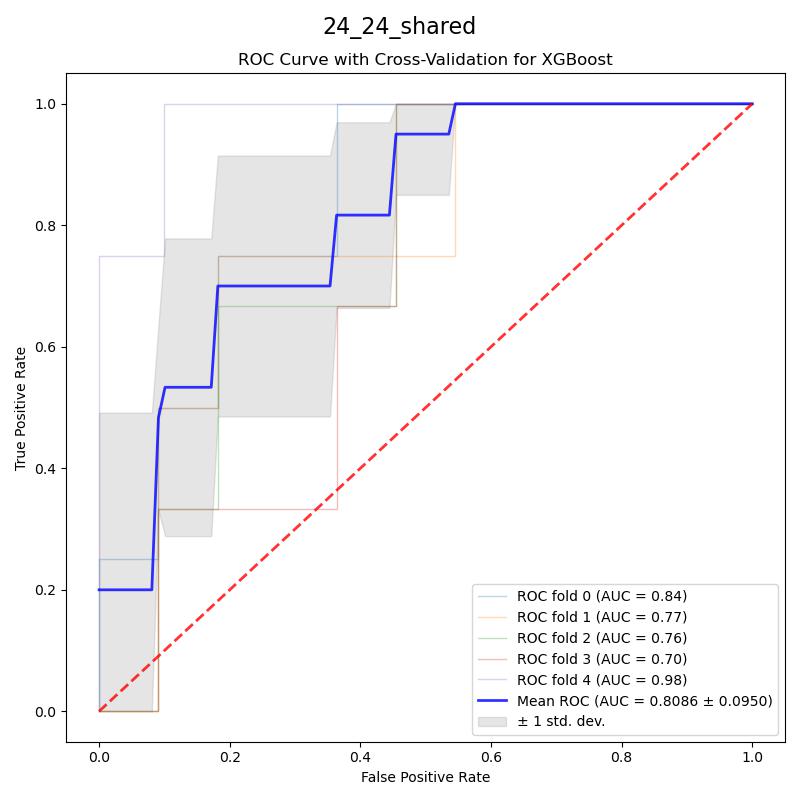 24_24_shared
ROC Curve with Cross-Validation for XGBoost
1.0
0.8
0.6
0.4
0.2
0.0
True Positive Rate
ROC fold 0 (AUC = 0.84)
ROC fold 1 (AUC = 0.77)
ROC fold 2 (AUC = 0.76)
ROC fold 3 (AUC = 0.70)
ROC fold 4 (AUC = 0.98)
Mean ROC (AUC = 0.8086 ± 0.0950)
± 1 std. dev.
0.0 0.2 0.4 0.6 0.8 1.0
False Positive Rate